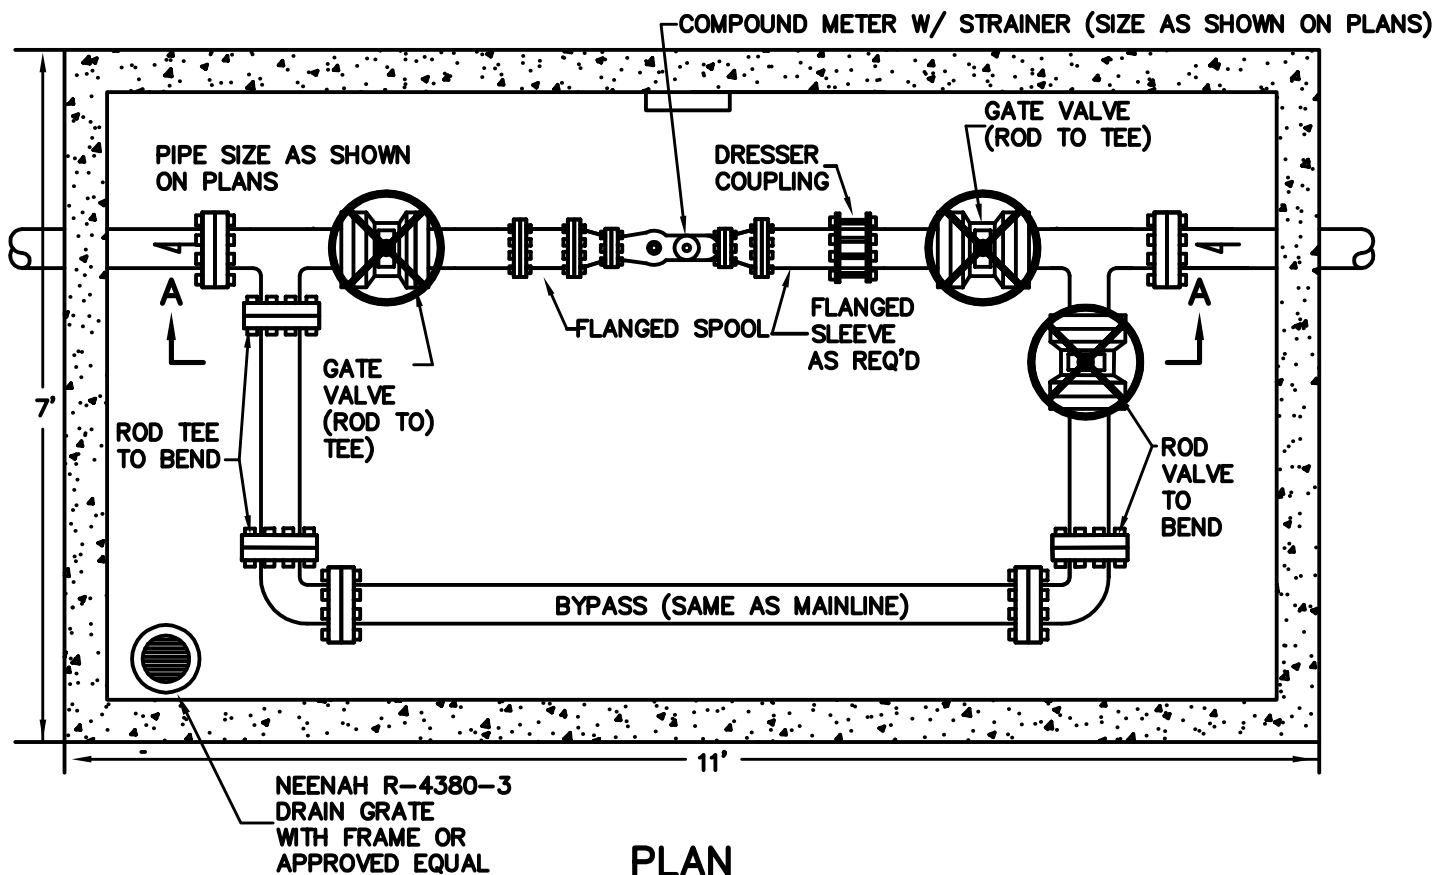 COMPOUND METER W/ STRAINER (SIZE AS SHOWN ON PLANS)
GATE VALVE
(ROD TO TEE)
PIPE SIZE AS SHOWN
ON PLANS
DRESSER
COUPLING
A
A
FLANGED SPOOL
FLANGED
SLEEVE
AS REQ'D
GATE
VALVE
(ROD TO)
TEE)
7'
ROD TEE
TO BEND
ROD
VALVE
TO
BEND
BYPASS (SAME AS MAINLINE)
11'
NEENAH R-4380-3
DRAIN GRATE
WITH FRAME OR
APPROVED EQUAL
PLAN